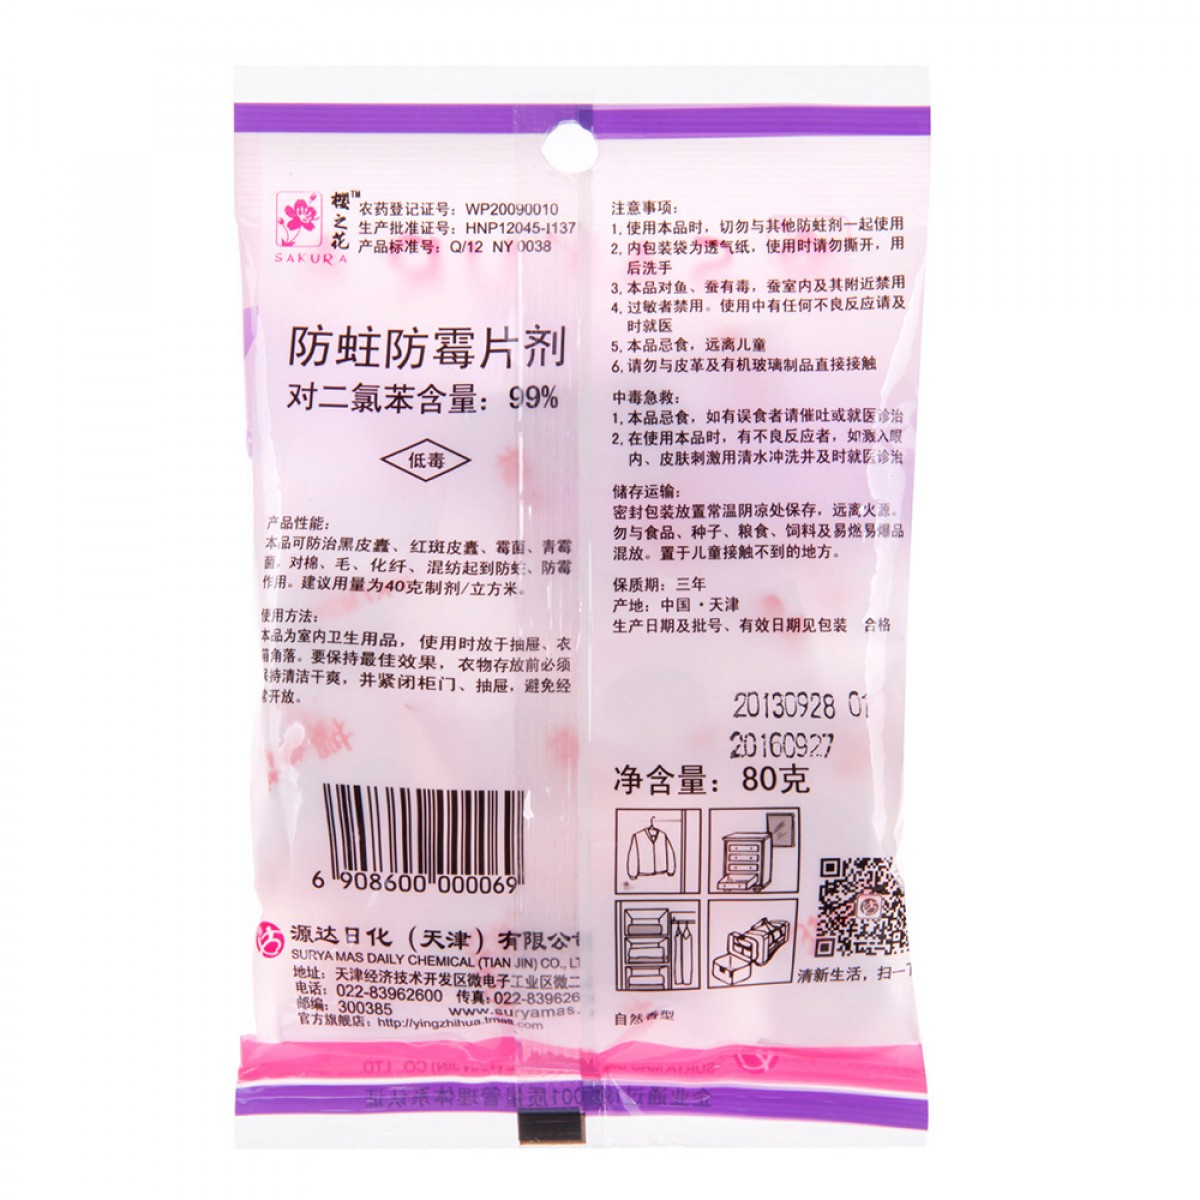 樱之花™
SAKURA
农药登记证号：WP20090010
生产批准证号：HNP12045-I1137
产品标准号：Q/12 NY 0038
防蛀防霉片剂
对二氯苯含量：99%
低毒
产品性能：
本品可防治黑皮蠹、红斑皮蠹、霉菌、青霉
菌，对棉、毛、化纤、混纺起到防蛀、防霉
作用。建议用量为40克制剂/立方米。
使用方法：
本品为室内卫生用品，使用时放于抽屉、衣
箱角落。要保持最佳效果，衣物存放前必须
保持清洁干爽，并紧闭柜门、抽屉，避免经
常开放。
6 908600 000069
源达日化（天津）有限公
SURYA MAS DAILY CHEMICAL (TIAN JIN) CO., LT
地址：天津经济技术开发区微电子工业区微二
电话：022-83962600 传真：022-839626
邮编：300385 www.suryamas.
官方旗舰店：http://yingzhihua.tmall.com
注意事项：
1. 使用本品时，切勿与其他防蛀剂一起使用
2. 内包装袋为透气纸，使用时请勿撕开，用
后洗手
3. 本品对鱼、蚕有毒，蚕室内及其附近禁用
4. 过敏者禁用。使用中有任何不良反应请及
时就医
5. 本品忌食，远离儿童
6. 请勿与皮革及有机玻璃制品直接接触
中毒急救：
1. 本品忌食，如有误食者请催吐或就医诊治
2. 在使用本品时，有不良反应者，如溅入眼
内、皮肤刺激用清水冲洗并及时就医诊治
储存运输：
密封包装放置常温阴凉处保存，远离火源。
勿与食品、种子、粮食、饲料及易燃易爆品
混放。置于儿童接触不到的地方。
保质期：三年
产地：中国·天津
生产日期及批号、有效日期见包装 合格
20130928 01
20160927
净含量：80克
清新生活，扫一
自然香型